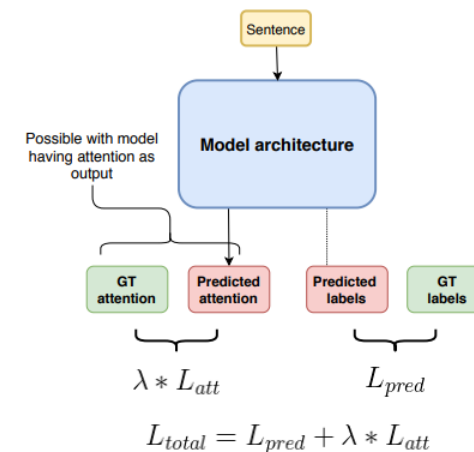 Sentence
Model architecture
Possible with model
having attention as
output
GT
attention
Predicted
attention
Predicted
labels
GT
labels
λ ∗ L_att
L_pred
L_total = L_pred + λ ∗ L_att